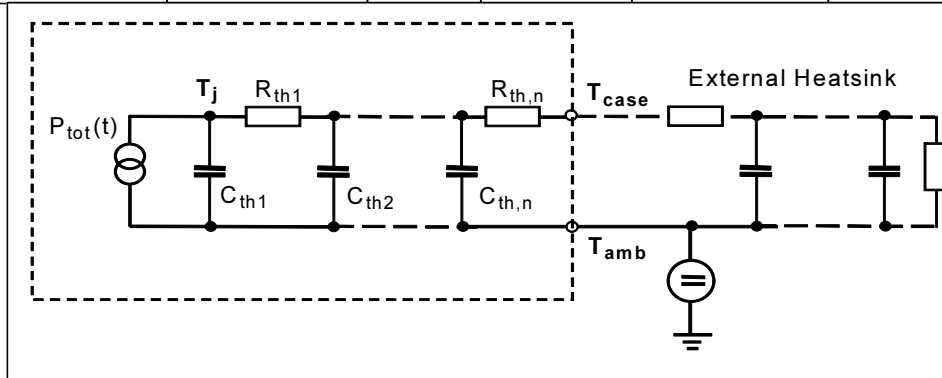 External Heatsink
T_j R_th1 R_th,n T_case
P_tot(t)
C_th1 C_th2 C_th,n
T_amb